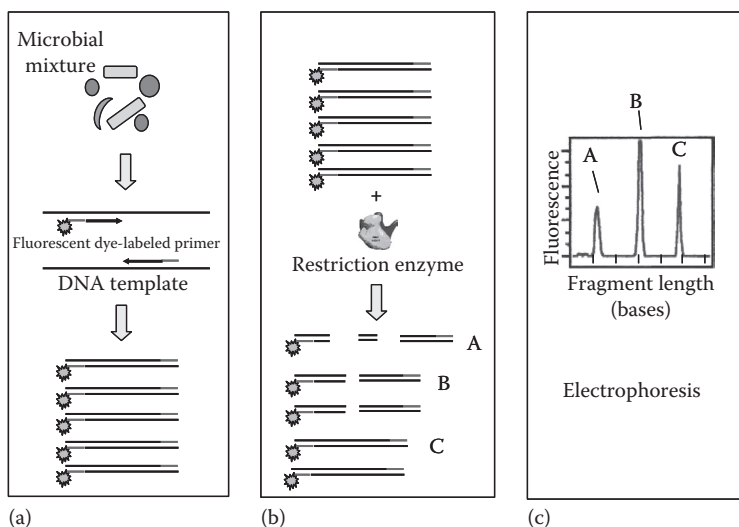 Microbial
mixture
Fluorescent dye-labeled primer
DNA template
(a)
+
Restriction enzyme
A
B
C
(b)
B
A
C
Fluorescence
Fragment length
(bases)
Electrophoresis
(c)